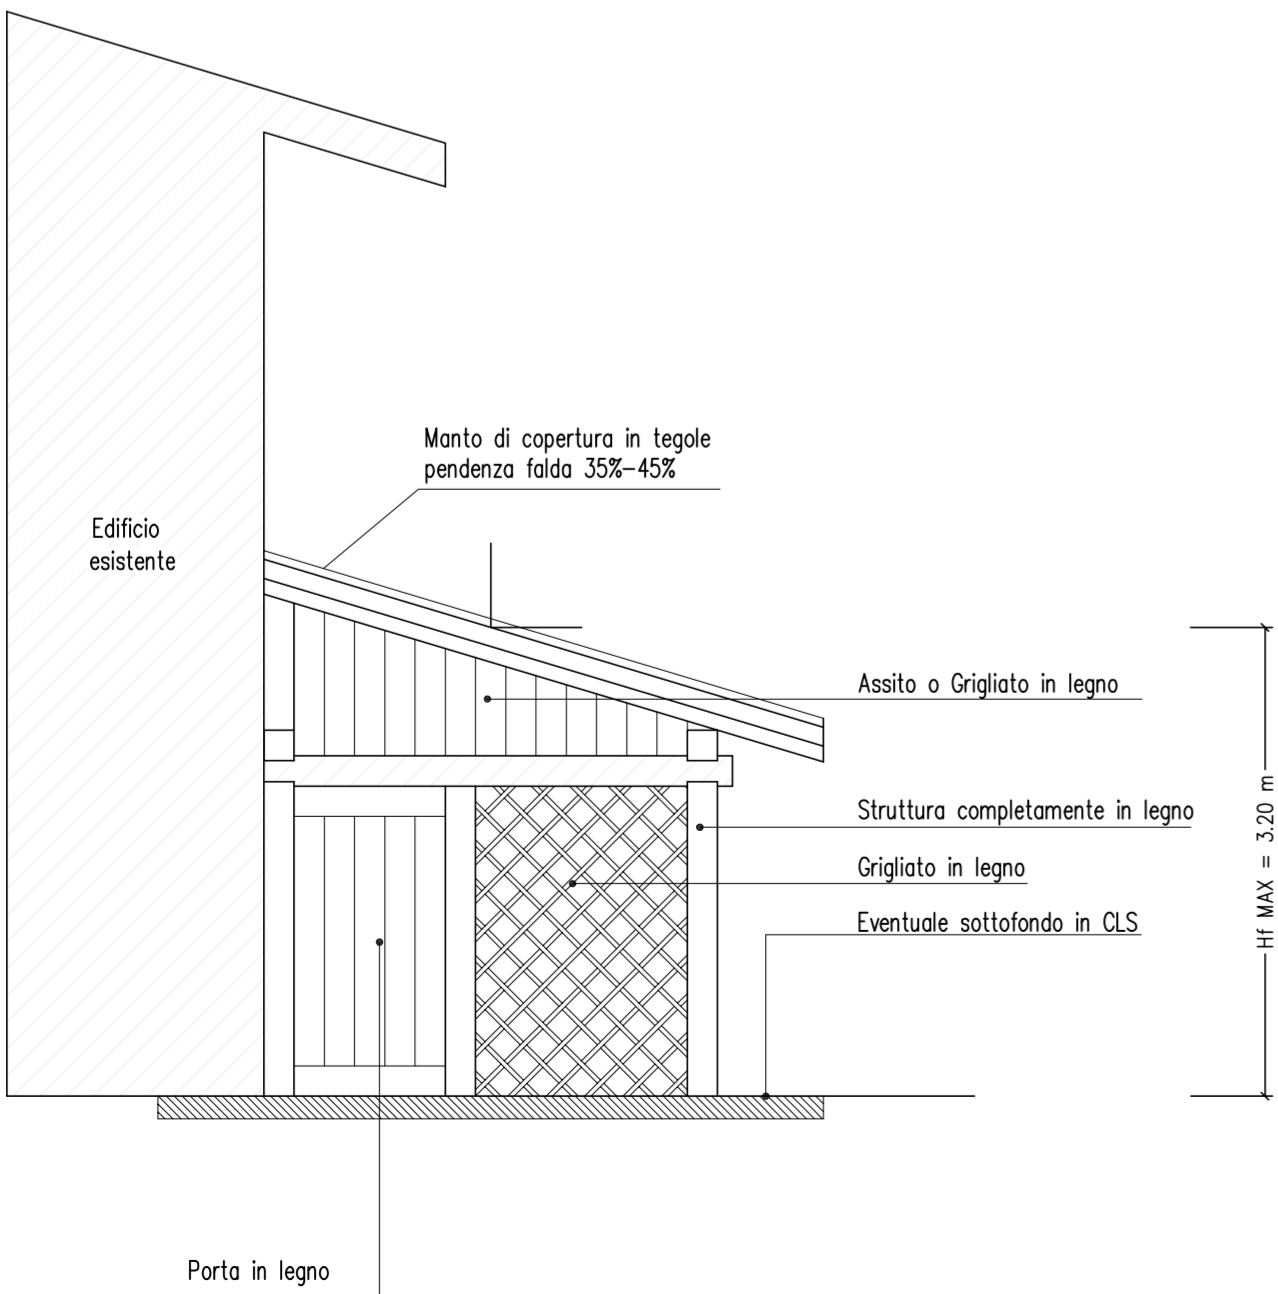 Manto di copertura in tegole
pendenza falda 35%-45%
Edificio
esistente
Assito o Grigliato in legno
Struttura completamente in legno
Grigliato in legno
Eventuale sottofondo in CLS
Hf MAX = 3.20 m
Porta in legno